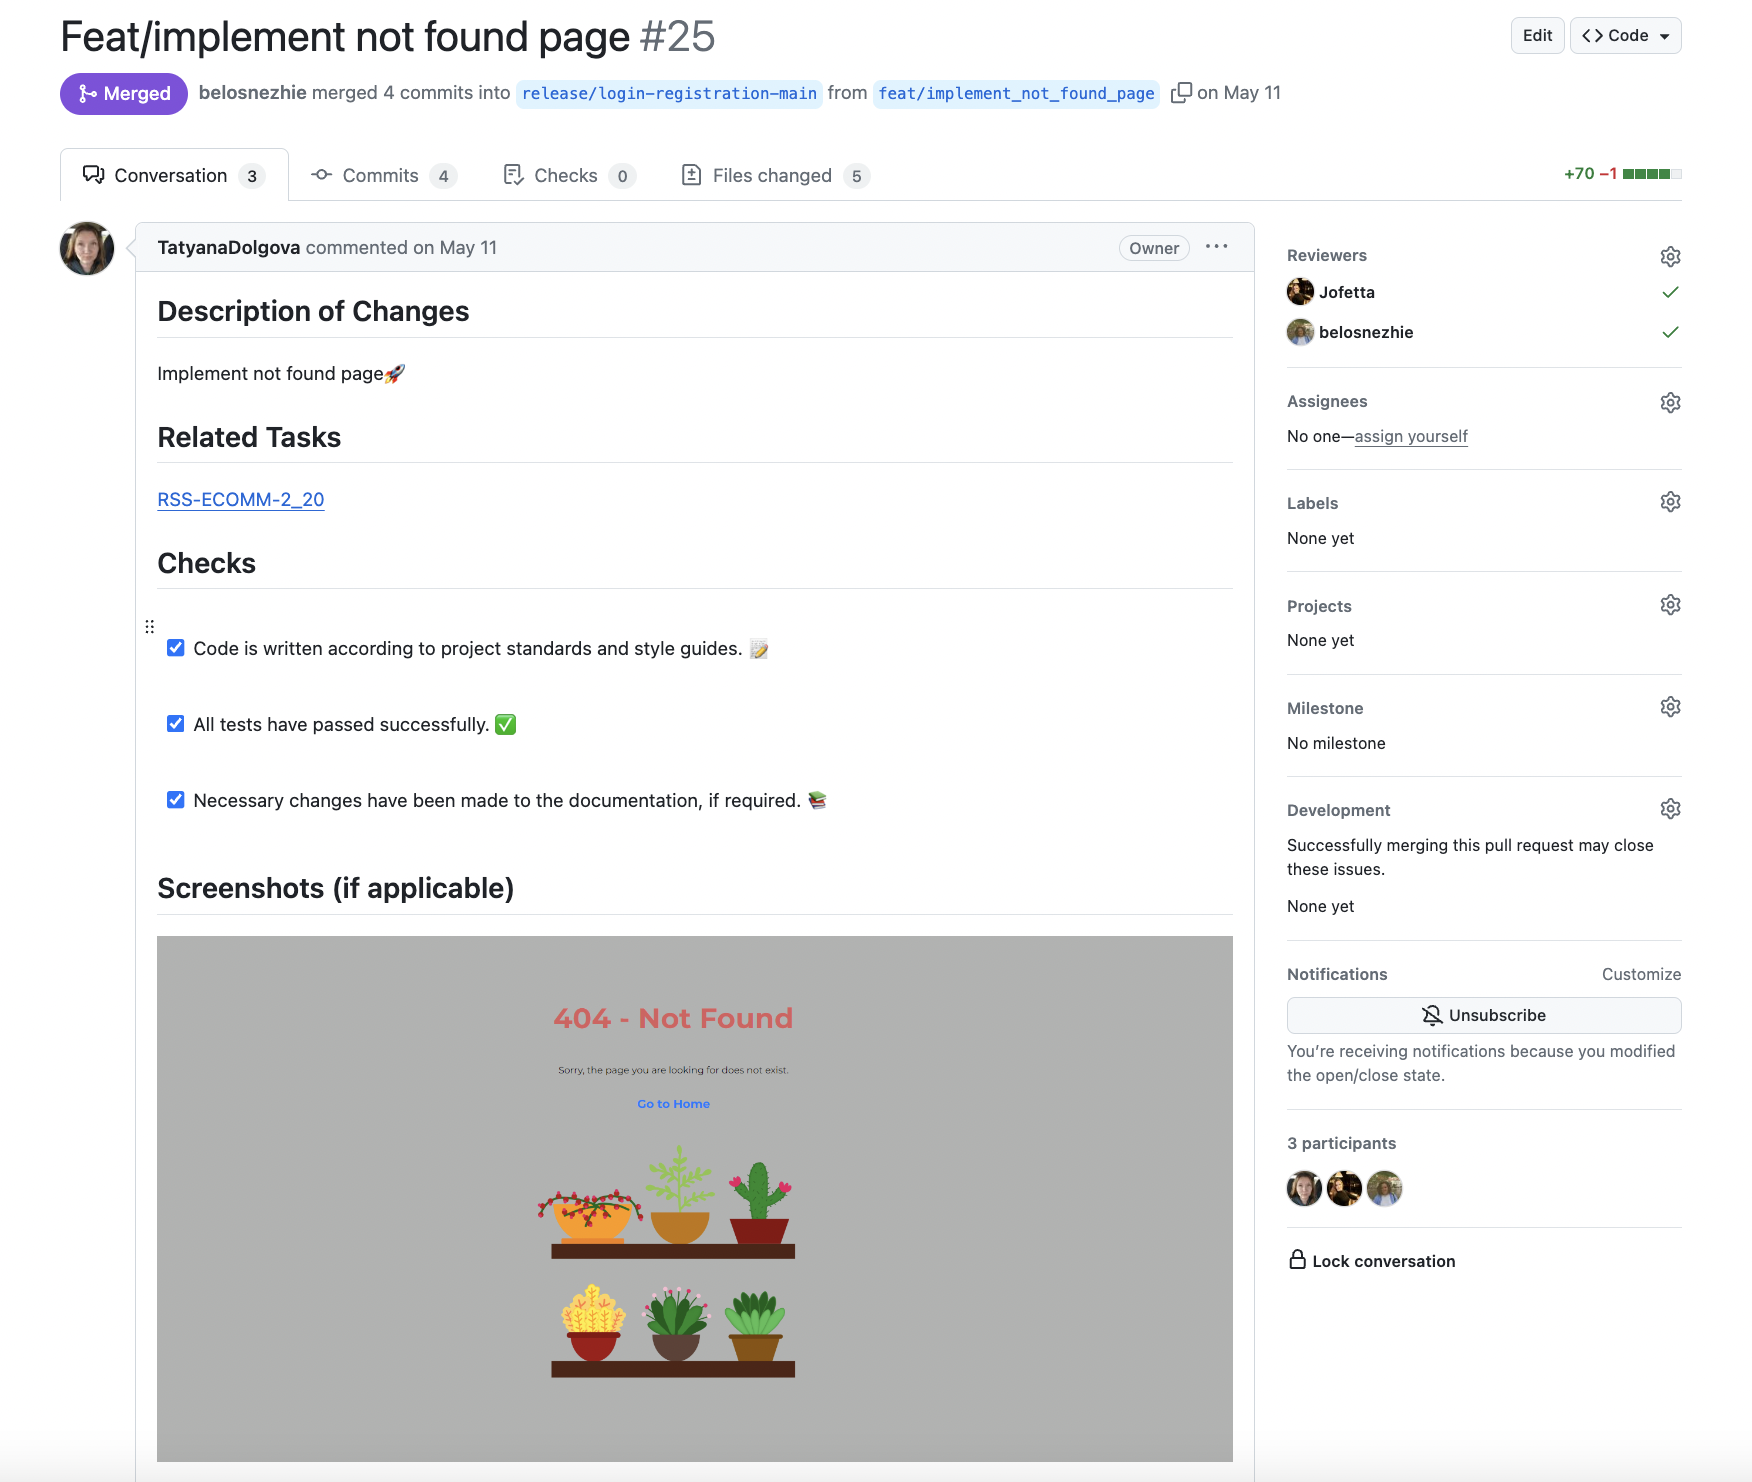 Feat/implement not found page #25
Edit
Code
Merged
belosnezhie merged 4 commits into release/login-registration-main from feat/implement_not_found_page on May 11
Conversation 3
Commits 4
Checks 0
Files changed 5
+70 −1
TatyanaDolgova commented on May 11
Owner
Description of Changes
Implement not found page🚀
Related Tasks
RSS-ECOMM-2_20
Checks
Code is written according to project standards and style guides. 📝
All tests have passed successfully. ✅
Necessary changes have been made to the documentation, if required. 📚
Screenshots (if applicable)
404 - Not Found
Sorry, the page you are looking for does not exist.
Go to Home
Reviewers
Jofetta
belosnezhie
Assignees
No one—assign yourself
Labels
None yet
Projects
None yet
Milestone
No milestone
Development
Successfully merging this pull request may close
these issues.
None yet
Notifications
Customize
Unsubscribe
You’re receiving notifications because you modified
the open/close state.
3 participants
Lock conversation